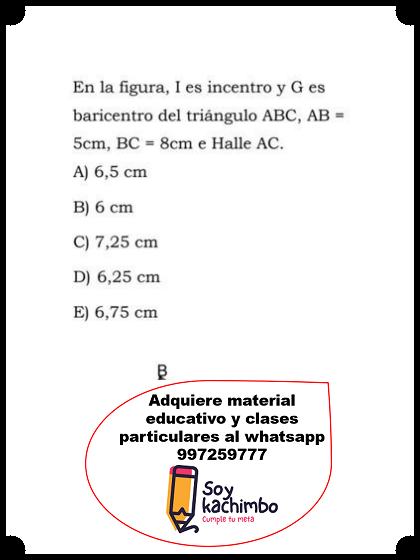 En la figura, I es incentro y G es
baricentro del triángulo ABC, AB =
5cm, BC = 8cm e Halle AC.
A) 6,5 cm
B) 6 cm
C) 7,25 cm
D) 6,25 cm
E) 6,75 cm
B
Adquiere material
educativo y clases
particulares al whatsapp
997259777
Soy
kachimbo
Cumple tu meta